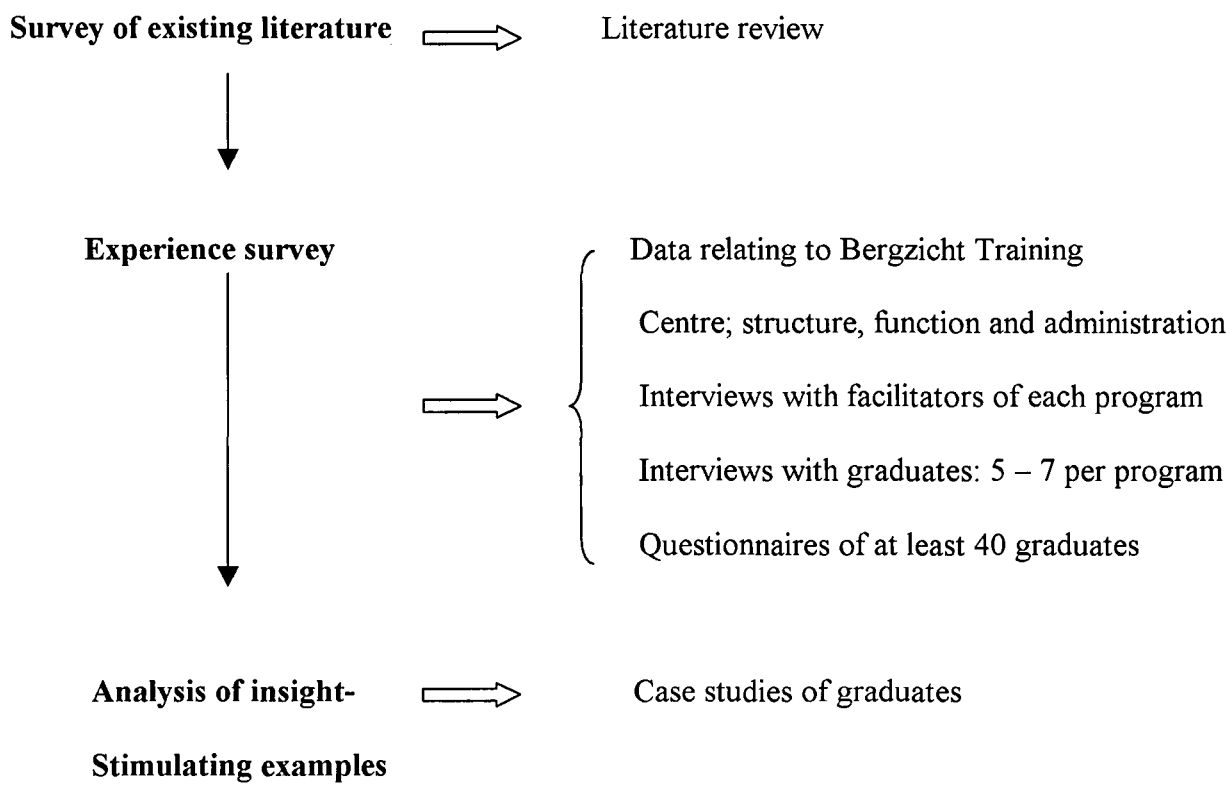 Survey of existing literature Literature review
Experience survey Data relating to Bergzicht Training
Centre; structure, function and administration
Interviews with facilitators of each program
Interviews with graduates: 5 – 7 per program
Questionnaires of at least 40 graduates
Analysis of insight- Case studies of graduates
Stimulating examples